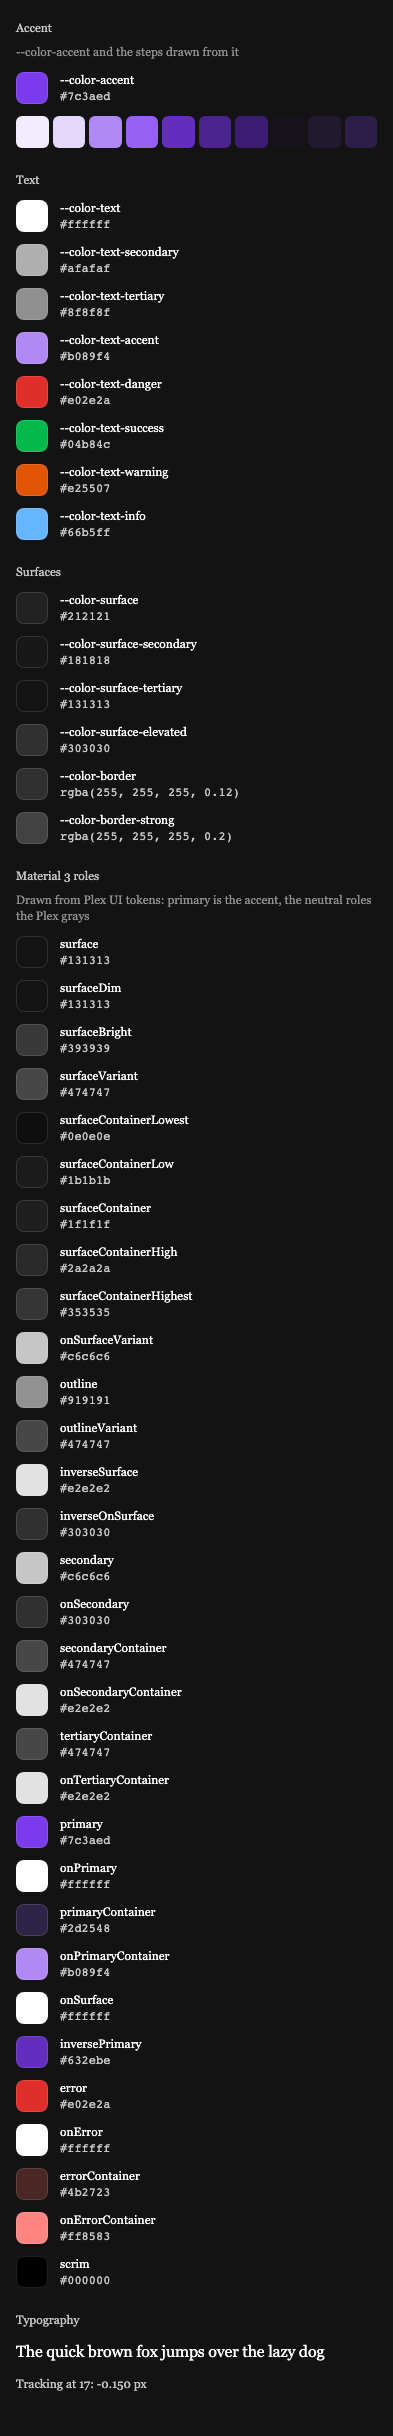 Accent
--color-accent and the steps drawn from it
--color-accent
#7c3aed
Text
--color-text
#ffffff
--color-text-secondary
#afafaf
--color-text-tertiary
#8f8f8f
--color-text-accent
#b089f4
--color-text-danger
#e02e2a
--color-text-success
#04b84c
--color-text-warning
#e25507
--color-text-info
#66b5ff
Surfaces
--color-surface
#212121
--color-surface-secondary
#181818
--color-surface-tertiary
#131313
--color-surface-elevated
#303030
--color-border
rgba(255, 255, 255, 0.12)
--color-border-strong
rgba(255, 255, 255, 0.2)
Material 3 roles
Drawn from Plex UI tokens: primary is the accent, the neutral roles
the Plex grays
surface
#131313
surfaceDim
#131313
surfaceBright
#393939
surfaceVariant
#474747
surfaceContainerLowest
#0e0e0e
surfaceContainerLow
#1b1b1b
surfaceContainer
#1f1f1f
surfaceContainerHigh
#2a2a2a
surfaceContainerHighest
#353535
onSurfaceVariant
#c6c6c6
outline
#919191
outlineVariant
#474747
inverseSurface
#e2e2e2
inverseOnSurface
#303030
secondary
#c6c6c6
onSecondary
#303030
secondaryContainer
#474747
onSecondaryContainer
#e2e2e2
tertiaryContainer
#474747
onTertiaryContainer
#e2e2e2
primary
#7c3aed
onPrimary
#ffffff
primaryContainer
#2d2548
onPrimaryContainer
#b089f4
onSurface
#ffffff
inversePrimary
#632ebe
error
#e02e2a
onError
#ffffff
errorContainer
#4b2723
onErrorContainer
#ff8583
scrim
#000000
Typography
The quick brown fox jumps over the lazy dog
Tracking at 17: -0.150 px